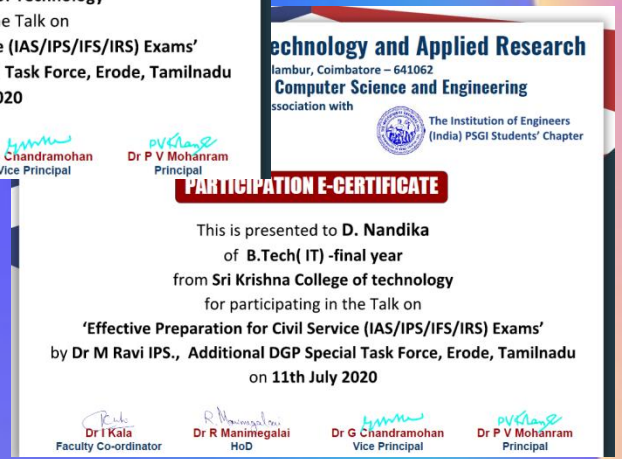 he Talk on
e (IAS/IPS/IFS/IRS) Exams’
Task Force, Erode, Tamilnadu
020
Chandramohan
Vice Principal
Dr P V Mohanram
Principal
echnology and Applied Research
lambur, Coimbatore – 641062
Computer Science and Engineering
ssociation with
The Institution of Engineers
(India) PSGI Students’ Chapter
PARTICIPATION E-CERTIFICATE
This is presented to D. Nandika
of B.Tech( IT) -final year
from Sri Krishna College of technology
for participating in the Talk on
‘Effective Preparation for Civil Service (IAS/IPS/IFS/IRS) Exams’
by Dr M Ravi IPS., Additional DGP Special Task Force, Erode, Tamilnadu
on 11th July 2020
Dr I Kala
Faculty Co-ordinator
Dr R Manimegalai
HoD
Dr G Chandramohan
Vice Principal
Dr P V Mohanram
Principal